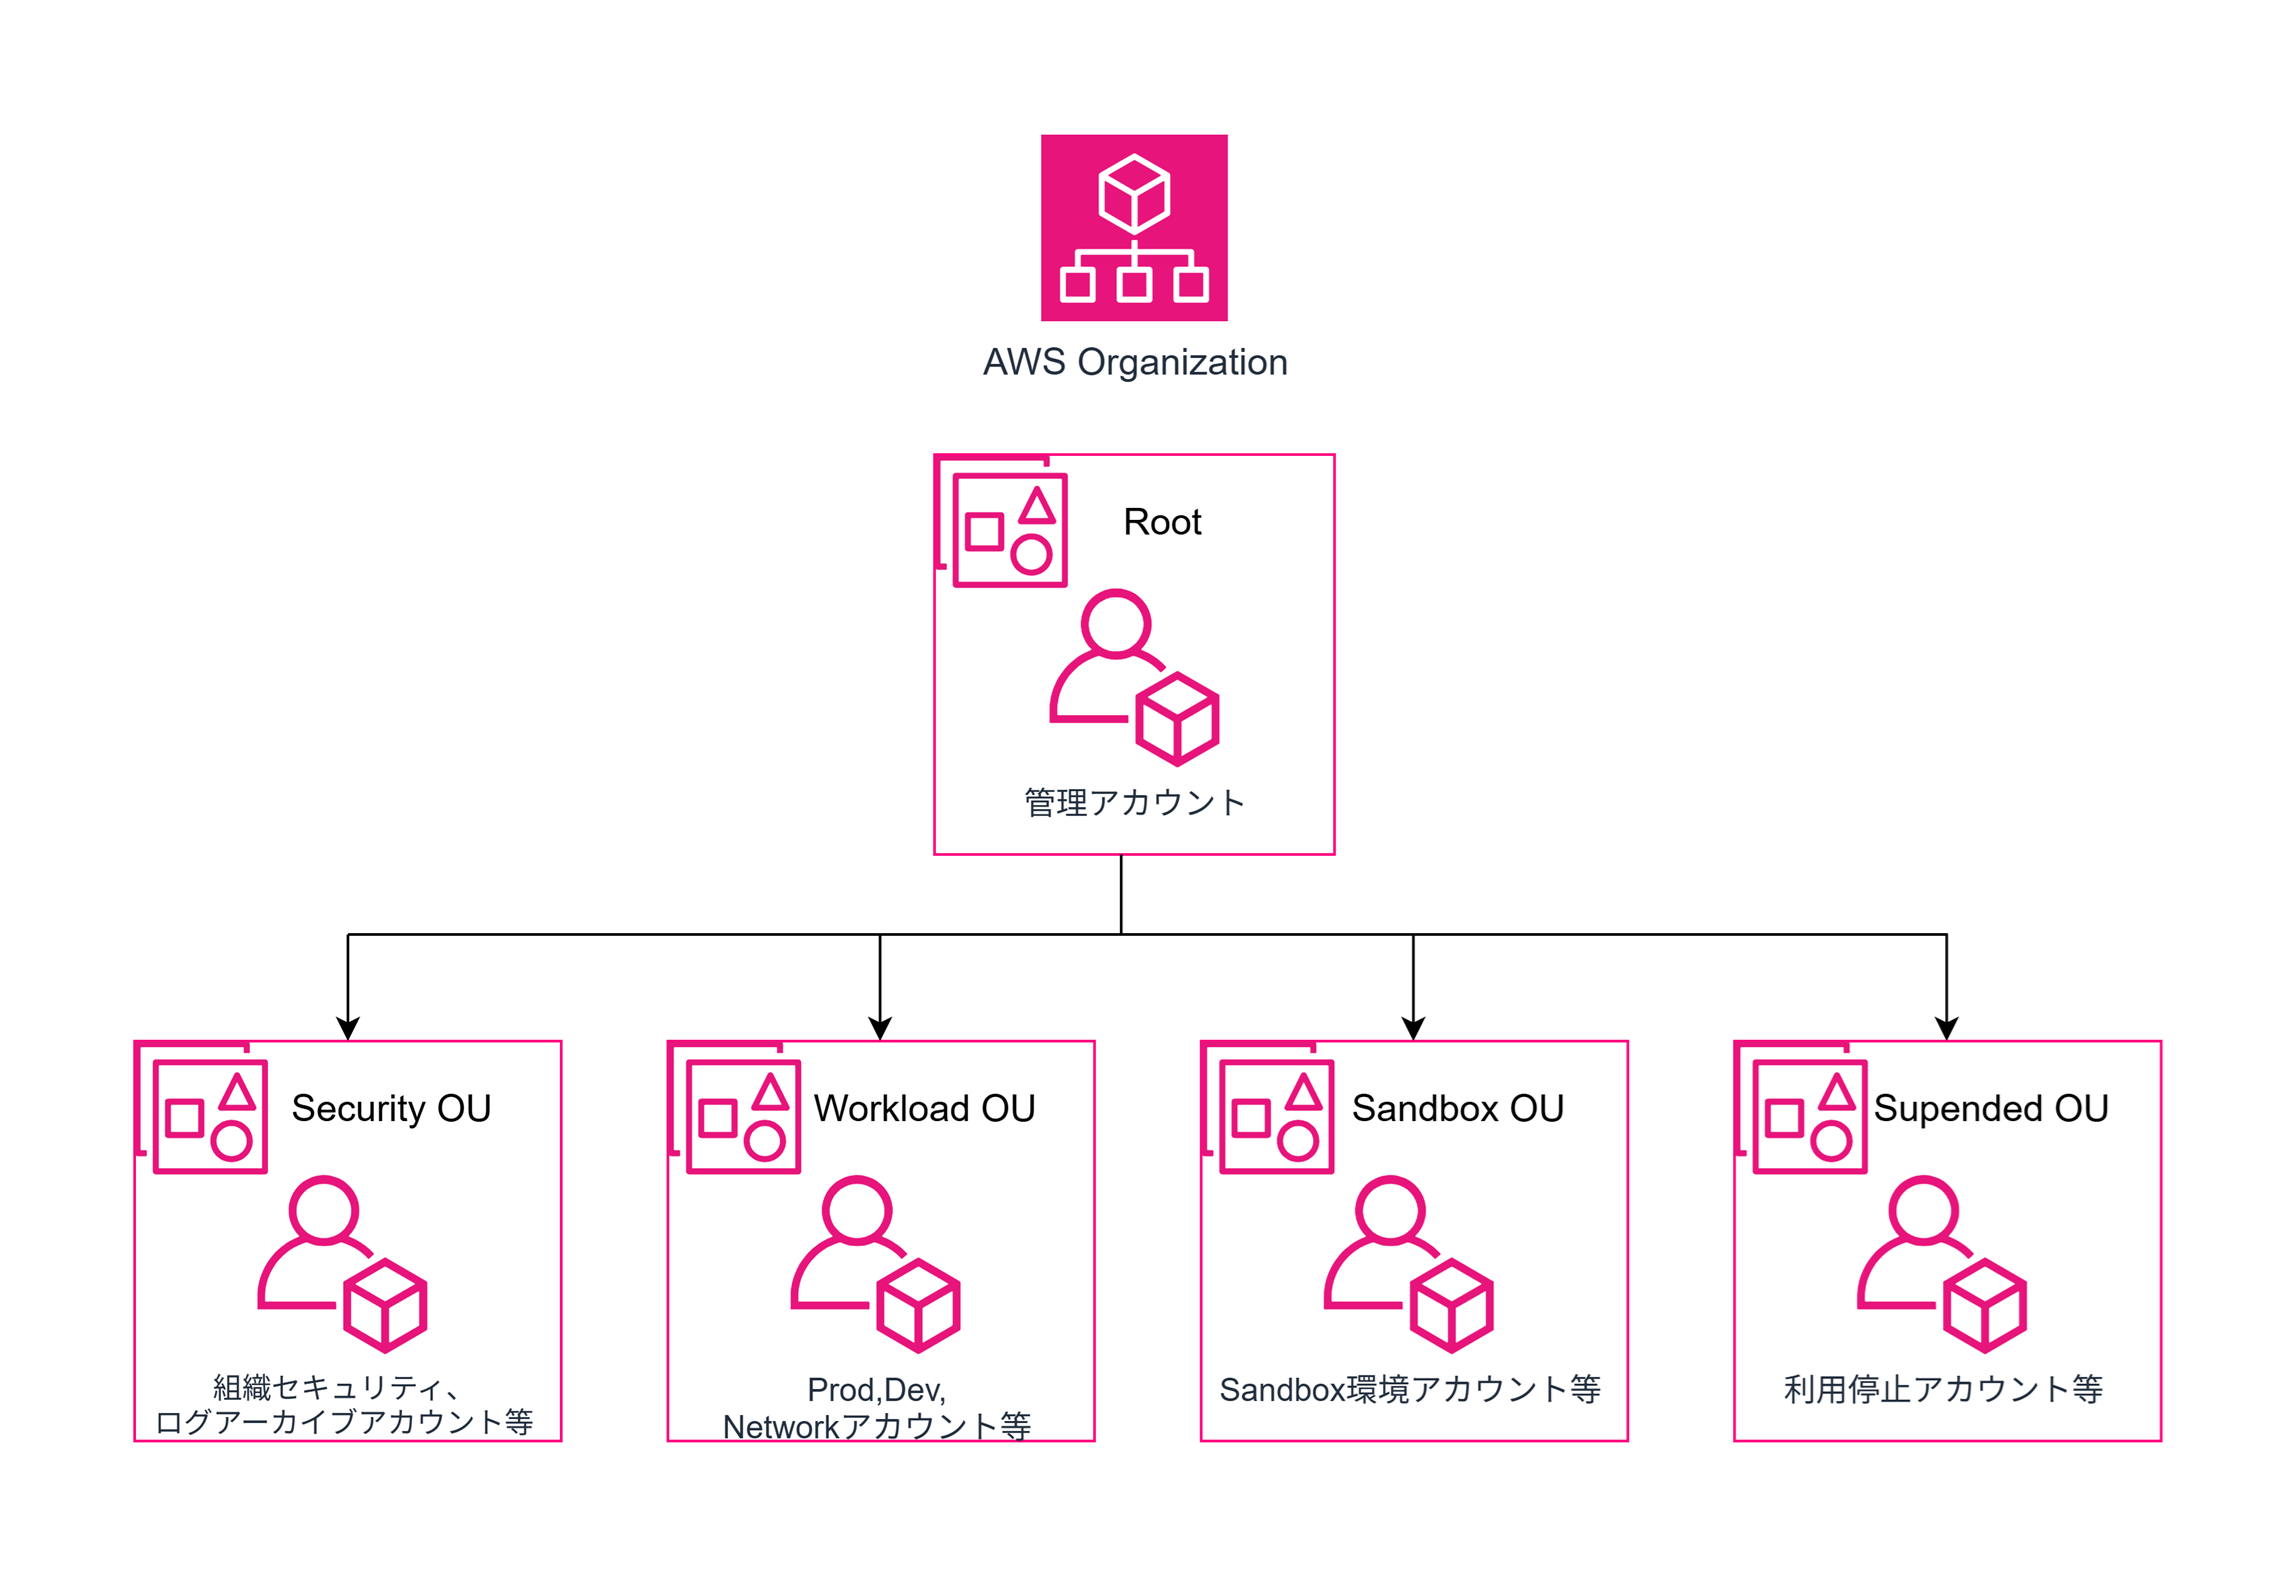 AWS Organization
Root
管理アカウント
Security OU
組織セキュリティ、
ログアーカイブアカウント等
Workload OU
Prod,Dev,
Networkアカウント等
Sandbox OU
Sandbox環境アカウント等
Supended OU
利用停止アカウント等